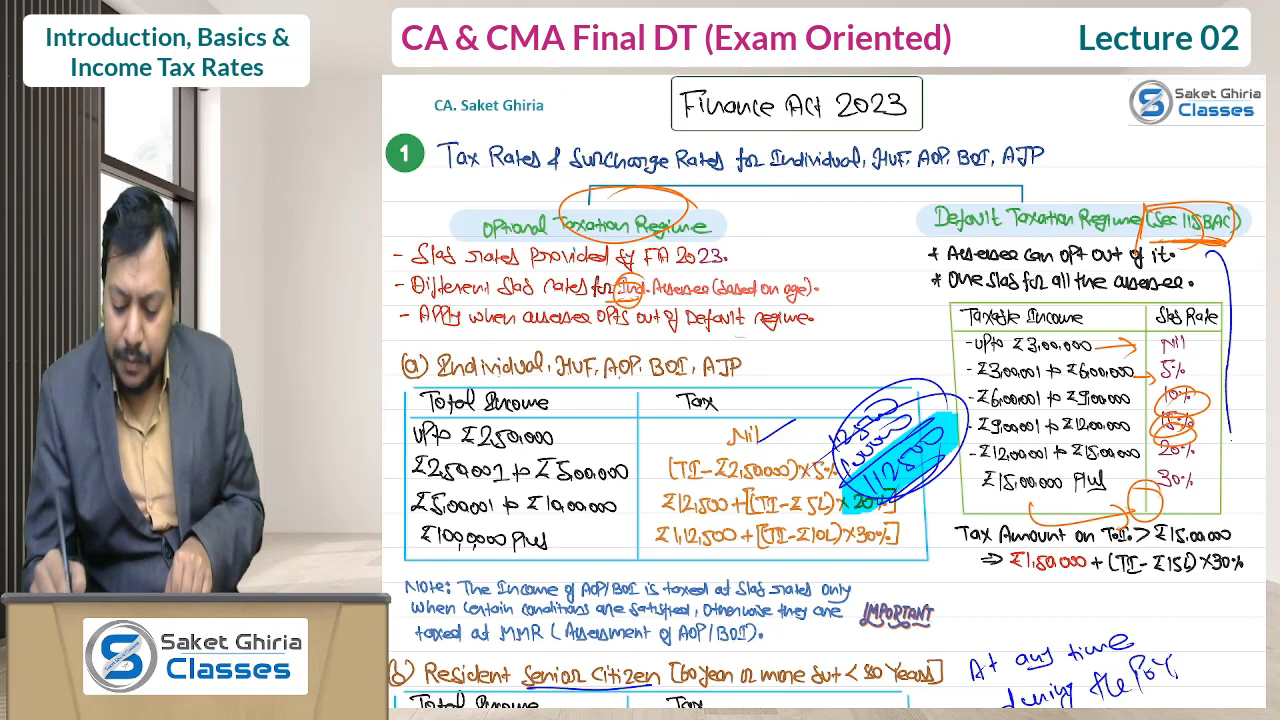 Introduction, Basics &
Income Tax Rates
CA & CMA Final DT (Exam Oriented)
Lecture 02
CA. Saket Ghiria
Finance Act 2023
Saket Ghiria
Classes
1 Tax Rates & Surcharge Rates for Individual, HUF, AOP, BOI, AJP
Optional Taxation Regime
- Slab rates provided by FA 2023.
- Different slab rates for Ind. Assessee (based on age).
- Apply when assessee opts out of Default regime.
(a) Individual, HUF, AOP, BOI, AJP
Total Income Tax
Upto ₹250,000 Nil
₹2,50,001 to ₹5,00,000 (TI-₹2,50,000)×5%
₹5,00,001 to ₹10,00,000 ₹12,500+[(TI-₹5L)×20%]
₹10,00,000 Plus ₹1,12,500+[(TI-₹10L)×30%]
12500
100000
112500
Note: The Income of AOP/BOI is taxed at slab rates only
when certain conditions are satisfied, otherwise they are
taxed at MMR (Assessment of AOP/BOI).
IMPORTANT
(b) Resident Senior Citizen [60 year or more but < 80 Years]
Total Income Tax
Default Taxation Regime (Sec 115BAC)
* Assessee can opt out of it.
* One slab for all the assessee.
Taxable Income Slab Rate
- Upto ₹3,00,000 Nil
- ₹3,00,001 to ₹6,00,000 5%
- ₹6,00,001 to ₹9,00,000 10%
- ₹9,00,001 to ₹12,00,000 15%
- ₹12,00,001 to ₹15,00,000 20%
₹15,00,000 Plus 30%
Tax Amount on T.I. > ₹15,00,000
⇒ ₹1,50,000 + (TI-₹15L)×30%
At any time
during the P.Y.
Saket Ghiria
Classes